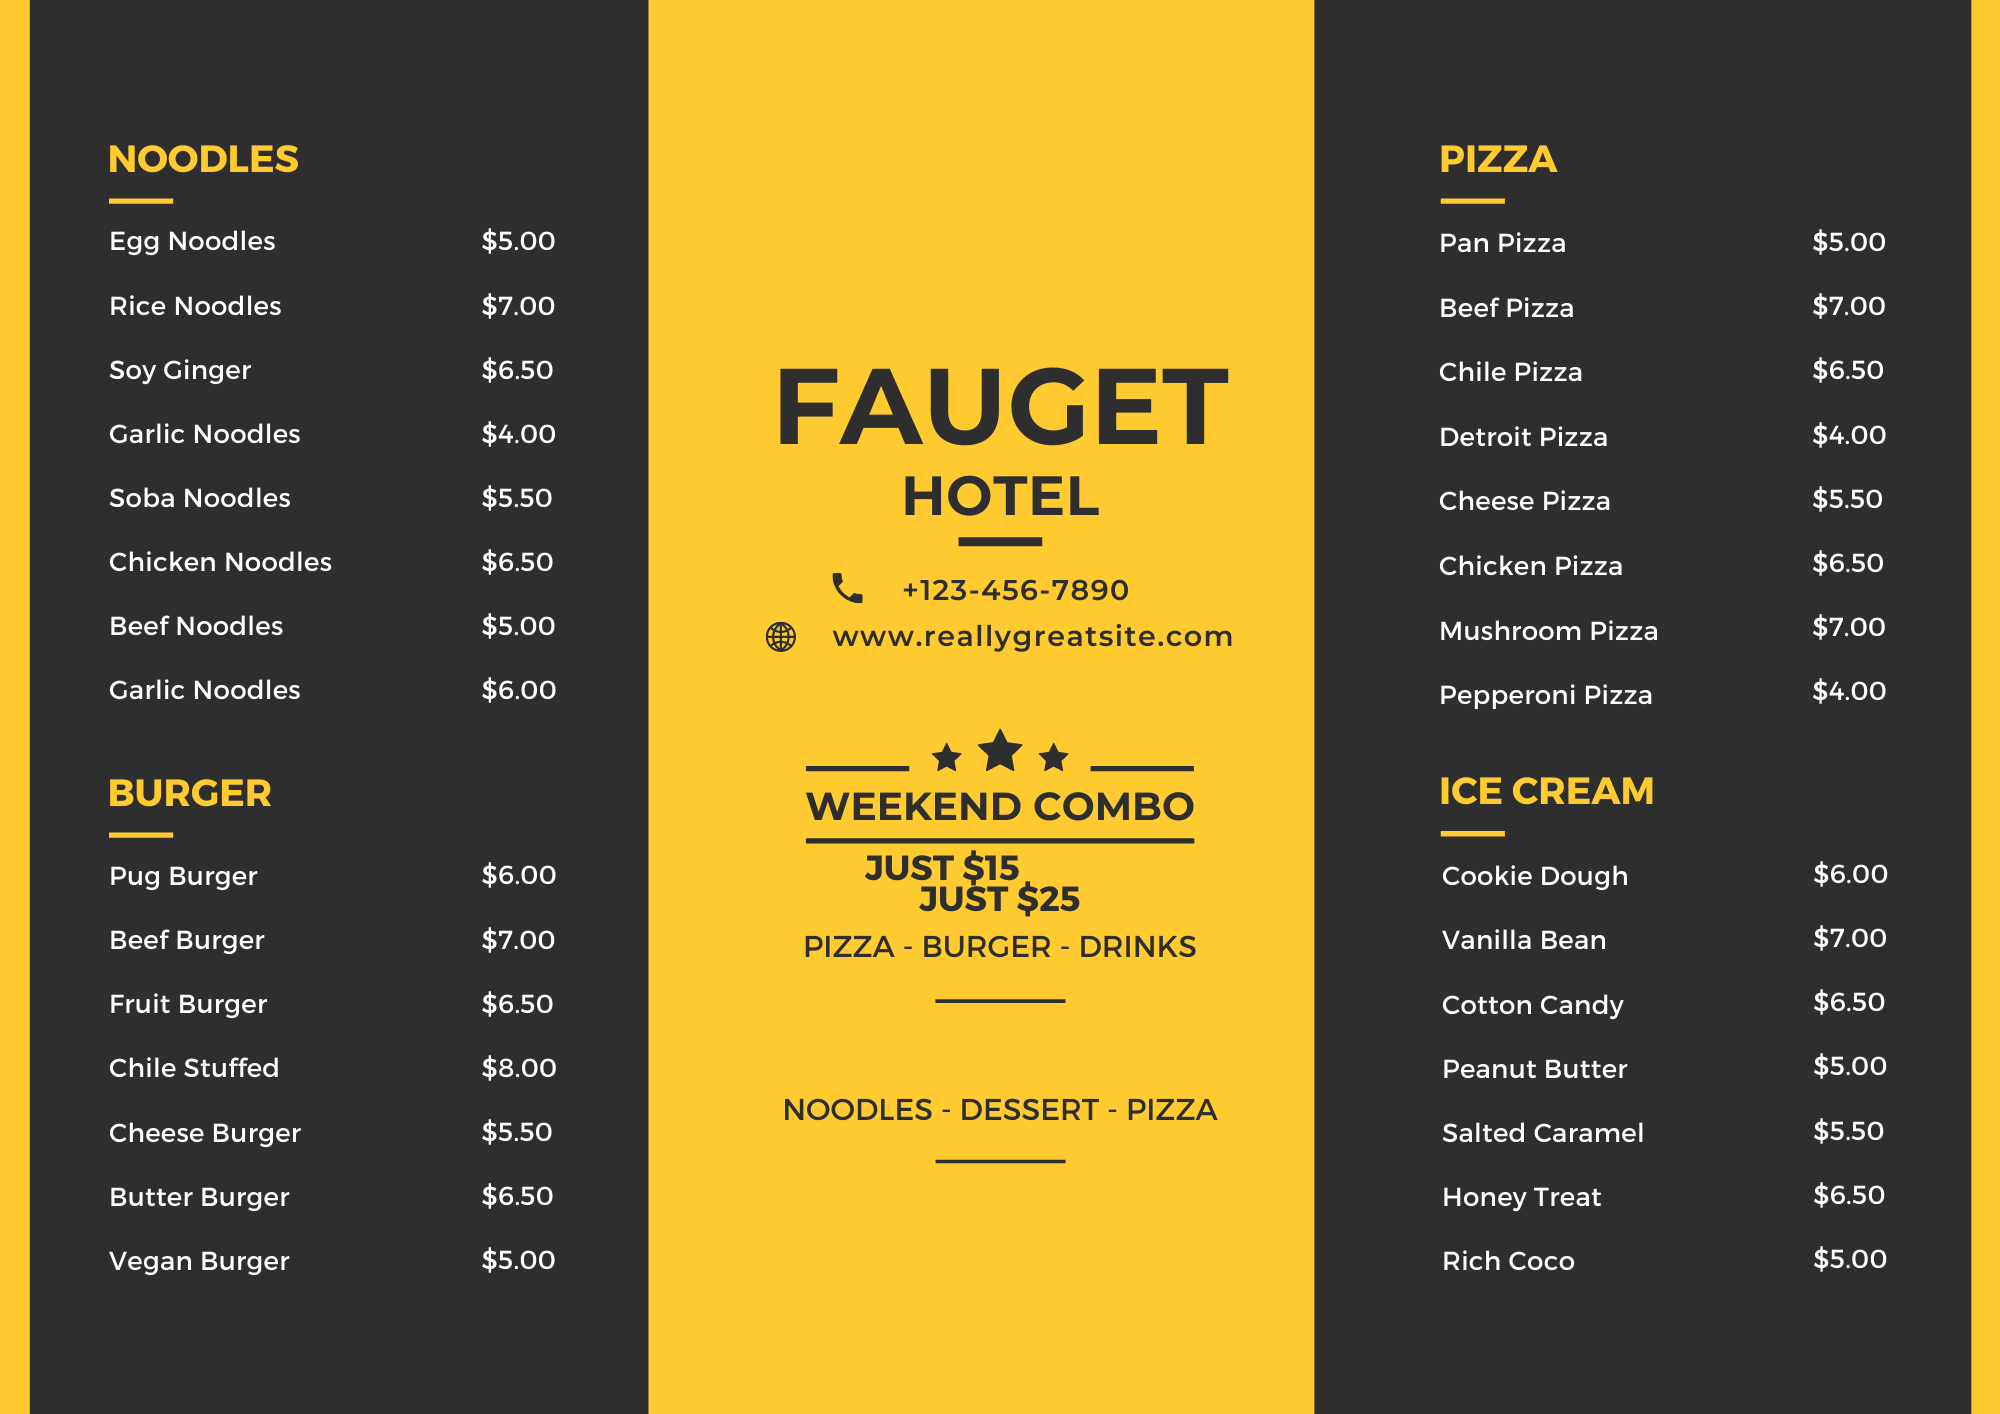 NOODLES
Egg Noodles $5.00
Rice Noodles $7.00
Soy Ginger $6.50
Garlic Noodles $4.00
Soba Noodles $5.50
Chicken Noodles $6.50
Beef Noodles $5.00
Garlic Noodles $6.00
BURGER
Pug Burger $6.00
Beef Burger $7.00
Fruit Burger $6.50
Chile Stuffed $8.00
Cheese Burger $5.50
Butter Burger $6.50
Vegan Burger $5.00
FAUGET
HOTEL
+123-456-7890
www.reallygreatsite.com
WEEKEND COMBO
JUST $15
JUST $25
PIZZA - BURGER - DRINKS
NOODLES - DESSERT - PIZZA
PIZZA
Pan Pizza $5.00
Beef Pizza $7.00
Chile Pizza $6.50
Detroit Pizza $4.00
Cheese Pizza $5.50
Chicken Pizza $6.50
Mushroom Pizza $7.00
Pepperoni Pizza $4.00
ICE CREAM
Cookie Dough $6.00
Vanilla Bean $7.00
Cotton Candy $6.50
Peanut Butter $5.00
Salted Caramel $5.50
Honey Treat $6.50
Rich Coco $5.00